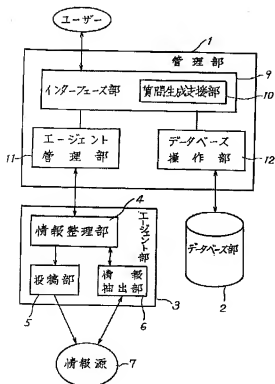 ユーザー
1
管理部
9
インターフェース部
質問生成支援部
10
エージェント
管理部
11
データベース
操作部
12
4
情報整理部
エージェント部
投稿部
5
情報
抽出部
6
3
データベース部
2
情報源
7